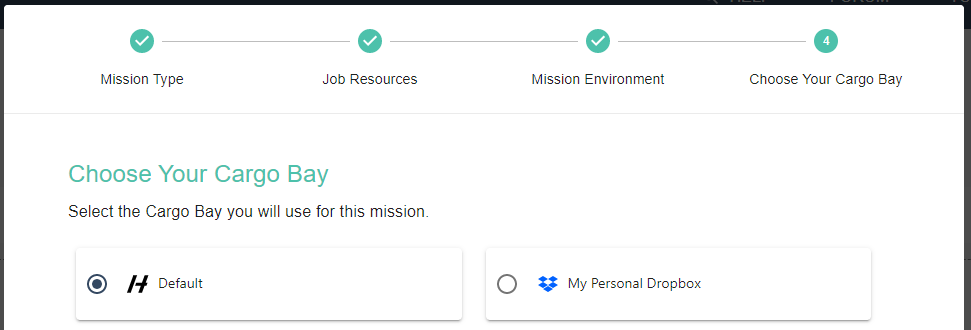 Mission Type
Job Resources
Mission Environment
4
Choose Your Cargo Bay
Choose Your Cargo Bay
Select the Cargo Bay you will use for this mission.
Default
My Personal Dropbox